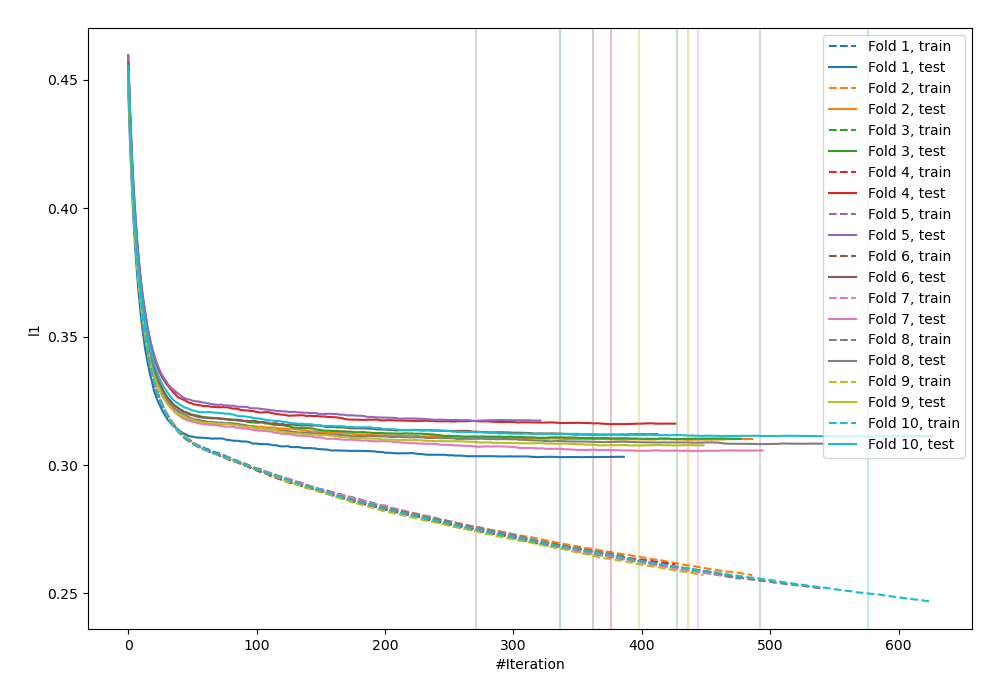 0.45
0.40
0.35
0.30
0.25
l1
0
100
200
300
400
500
600
#Iteration
Fold 1, train
Fold 1, test
Fold 2, train
Fold 2, test
Fold 3, train
Fold 3, test
Fold 4, train
Fold 4, test
Fold 5, train
Fold 5, test
Fold 6, train
Fold 6, test
Fold 7, train
Fold 7, test
Fold 8, train
Fold 8, test
Fold 9, train
Fold 9, test
Fold 10, train
Fold 10, test